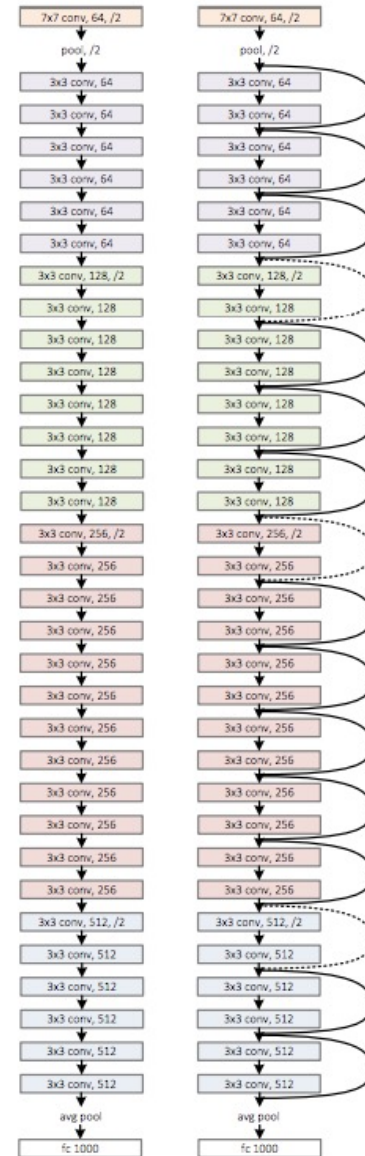 7x7 conv, 64, /2
pool, /2
3x3 conv, 64
3x3 conv, 64
3x3 conv, 64
3x3 conv, 64
3x3 conv, 64
3x3 conv, 64
3x3 conv, 128, /2
3x3 conv, 128
3x3 conv, 128
3x3 conv, 128
3x3 conv, 128
3x3 conv, 128
3x3 conv, 128
3x3 conv, 128
3x3 conv, 256, /2
3x3 conv, 256
3x3 conv, 256
3x3 conv, 256
3x3 conv, 256
3x3 conv, 256
3x3 conv, 256
3x3 conv, 256
3x3 conv, 256
3x3 conv, 256
3x3 conv, 256
3x3 conv, 256
3x3 conv, 512, /2
3x3 conv, 512
3x3 conv, 512
3x3 conv, 512
3x3 conv, 512
3x3 conv, 512
avg pool
fc 1000
7x7 conv, 64, /2
pool, /2
3x3 conv, 64
3x3 conv, 64
3x3 conv, 64
3x3 conv, 64
3x3 conv, 64
3x3 conv, 64
3x3 conv, 128, /2
3x3 conv, 128
3x3 conv, 128
3x3 conv, 128
3x3 conv, 128
3x3 conv, 128
3x3 conv, 128
3x3 conv, 128
3x3 conv, 256, /2
3x3 conv, 256
3x3 conv, 256
3x3 conv, 256
3x3 conv, 256
3x3 conv, 256
3x3 conv, 256
3x3 conv, 256
3x3 conv, 256
3x3 conv, 256
3x3 conv, 256
3x3 conv, 256
3x3 conv, 512, /2
3x3 conv, 512
3x3 conv, 512
3x3 conv, 512
3x3 conv, 512
3x3 conv, 512
avg pool
fc 1000